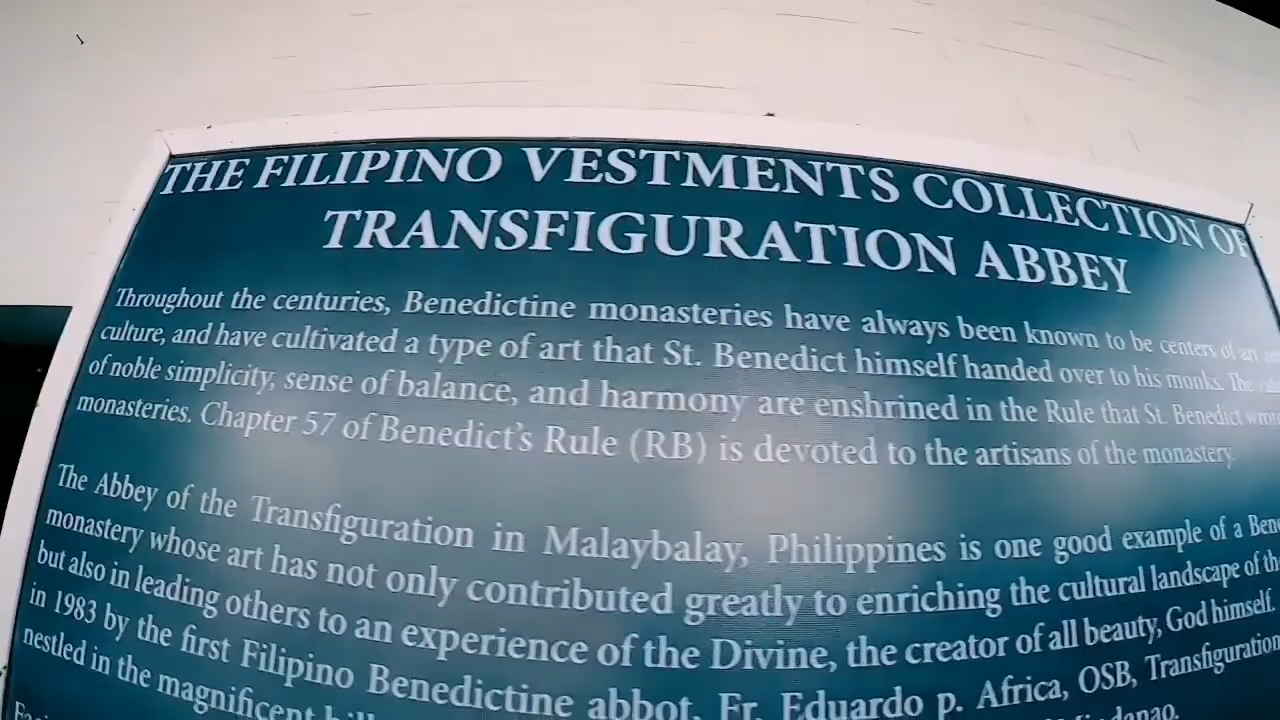 THE FILIPINO VESTMENTS COLLECTION OF
TRANSFIGURATION ABBEY
Throughout the centuries, Benedictine monasteries have always been known to be centers of art
culture, and have cultivated a type of art that St. Benedict himself handed over to his monks. The
of noble simplicity, sense of balance, and harmony are enshrined in the Rule that St. Benedict wrote
monasteries. Chapter 57 of Benedict's Rule (RB) is devoted to the artisans of the monastery.
The Abbey of the Transfiguration in Malaybalay, Philippines is one good example of a Bene
monastery whose art has not only contributed greatly to enriching the cultural landscape of the
but also in leading others to an experience of the Divine, the creator of all beauty, God himself.
in 1983 by the first Filipino Benedictine abbot, Fr. Eduardo p. Africa, OSB, Transfiguration
nestled in the magnificent